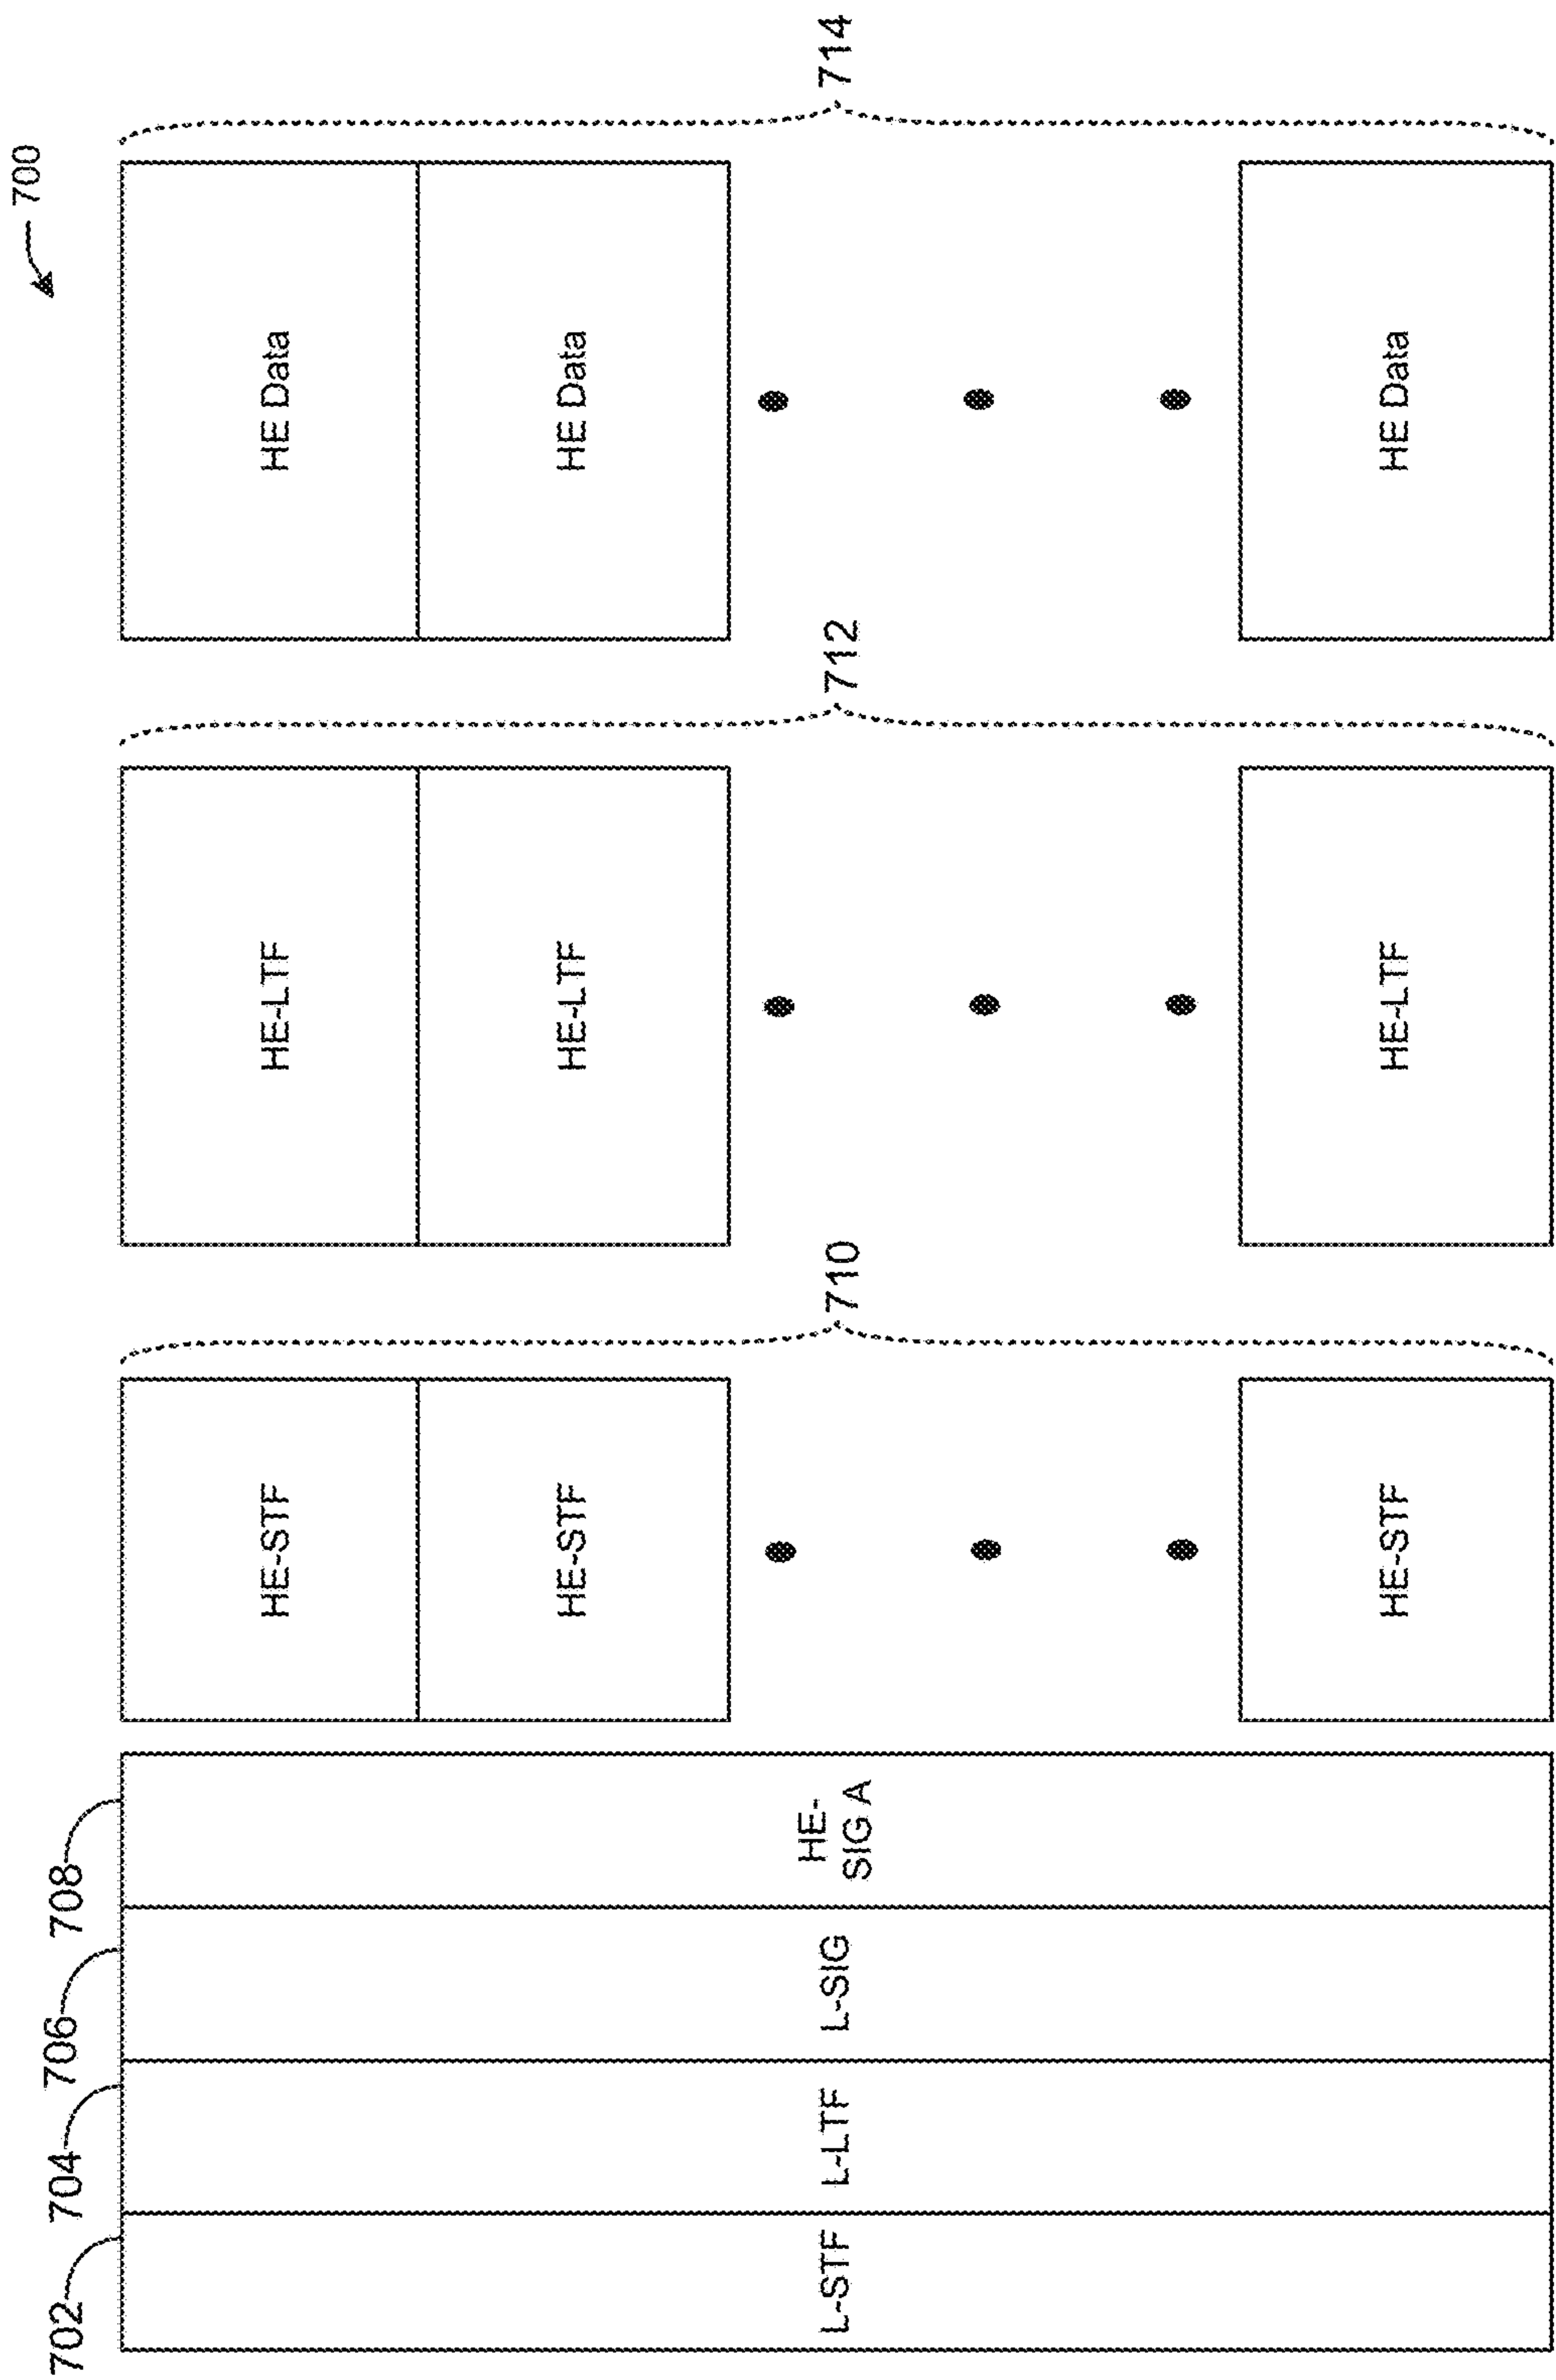 700
702
704
706
708
L-STF
L-LTF
L-SIG
HE-
SIG A
HE-STF
HE-STF
HE-STF
710
HE-LTF
HE-LTF
HE-LTF
712
HE Data
HE Data
HE Data
714